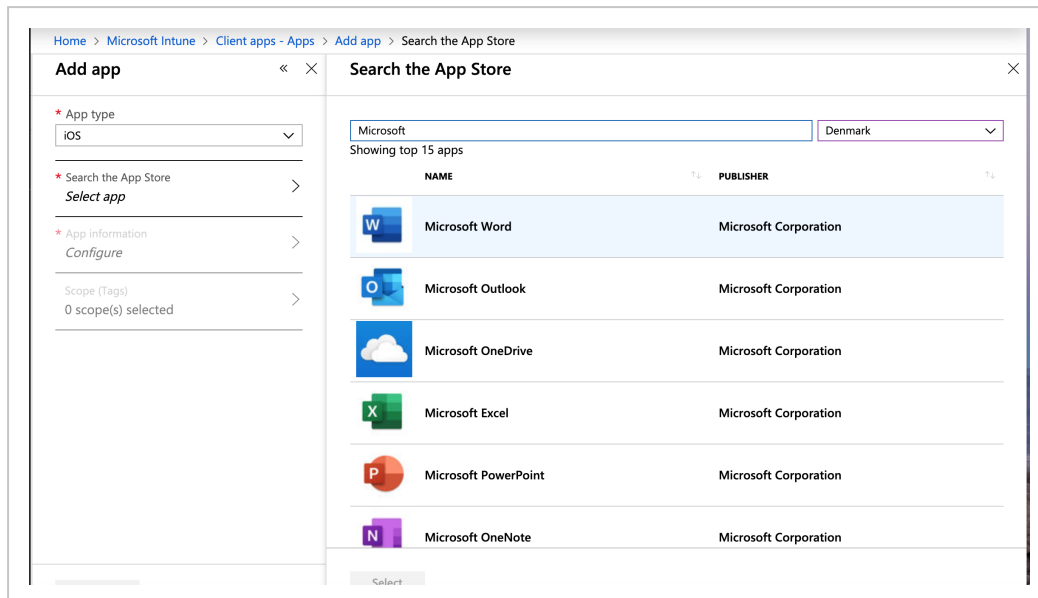 Home > Microsoft Intune > Client apps - Apps > Add app > Search the App Store
Add app
Search the App Store
* App type
iOS
* Search the App Store
Select app
* App information
Configure
Scope (Tags)
0 scope(s) selected
Microsoft
Denmark
Showing top 15 apps
NAME PUBLISHER
W Microsoft Word Microsoft Corporation
O Microsoft Outlook Microsoft Corporation
Microsoft OneDrive Microsoft Corporation
X Microsoft Excel Microsoft Corporation
P Microsoft PowerPoint Microsoft Corporation
N Microsoft OneNote Microsoft Corporation
Select